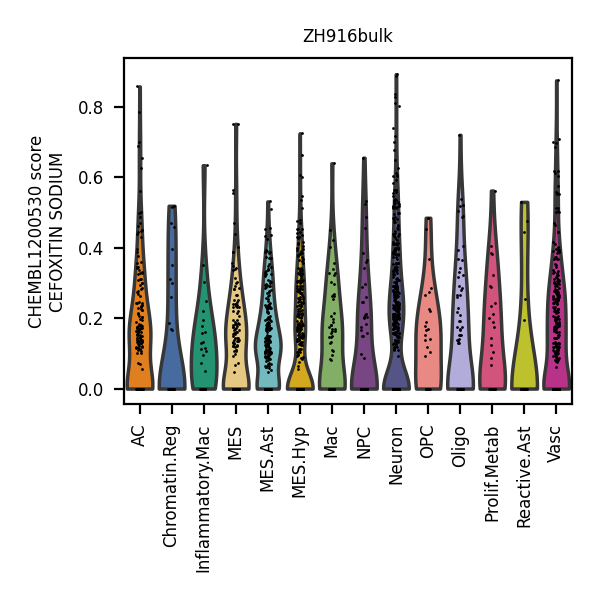 ZH916bulk
CHEMBL1200530 score
CEFOXITIN SODIUM
0.8
0.6
0.4
0.2
0.0
AC
Chromatin.Reg
Inflammatory.Mac
MES
MES.Ast
MES.Hyp
Mac
NPC
Neuron
OPC
Oligo
Prolif.Metab
Reactive.Ast
Vasc